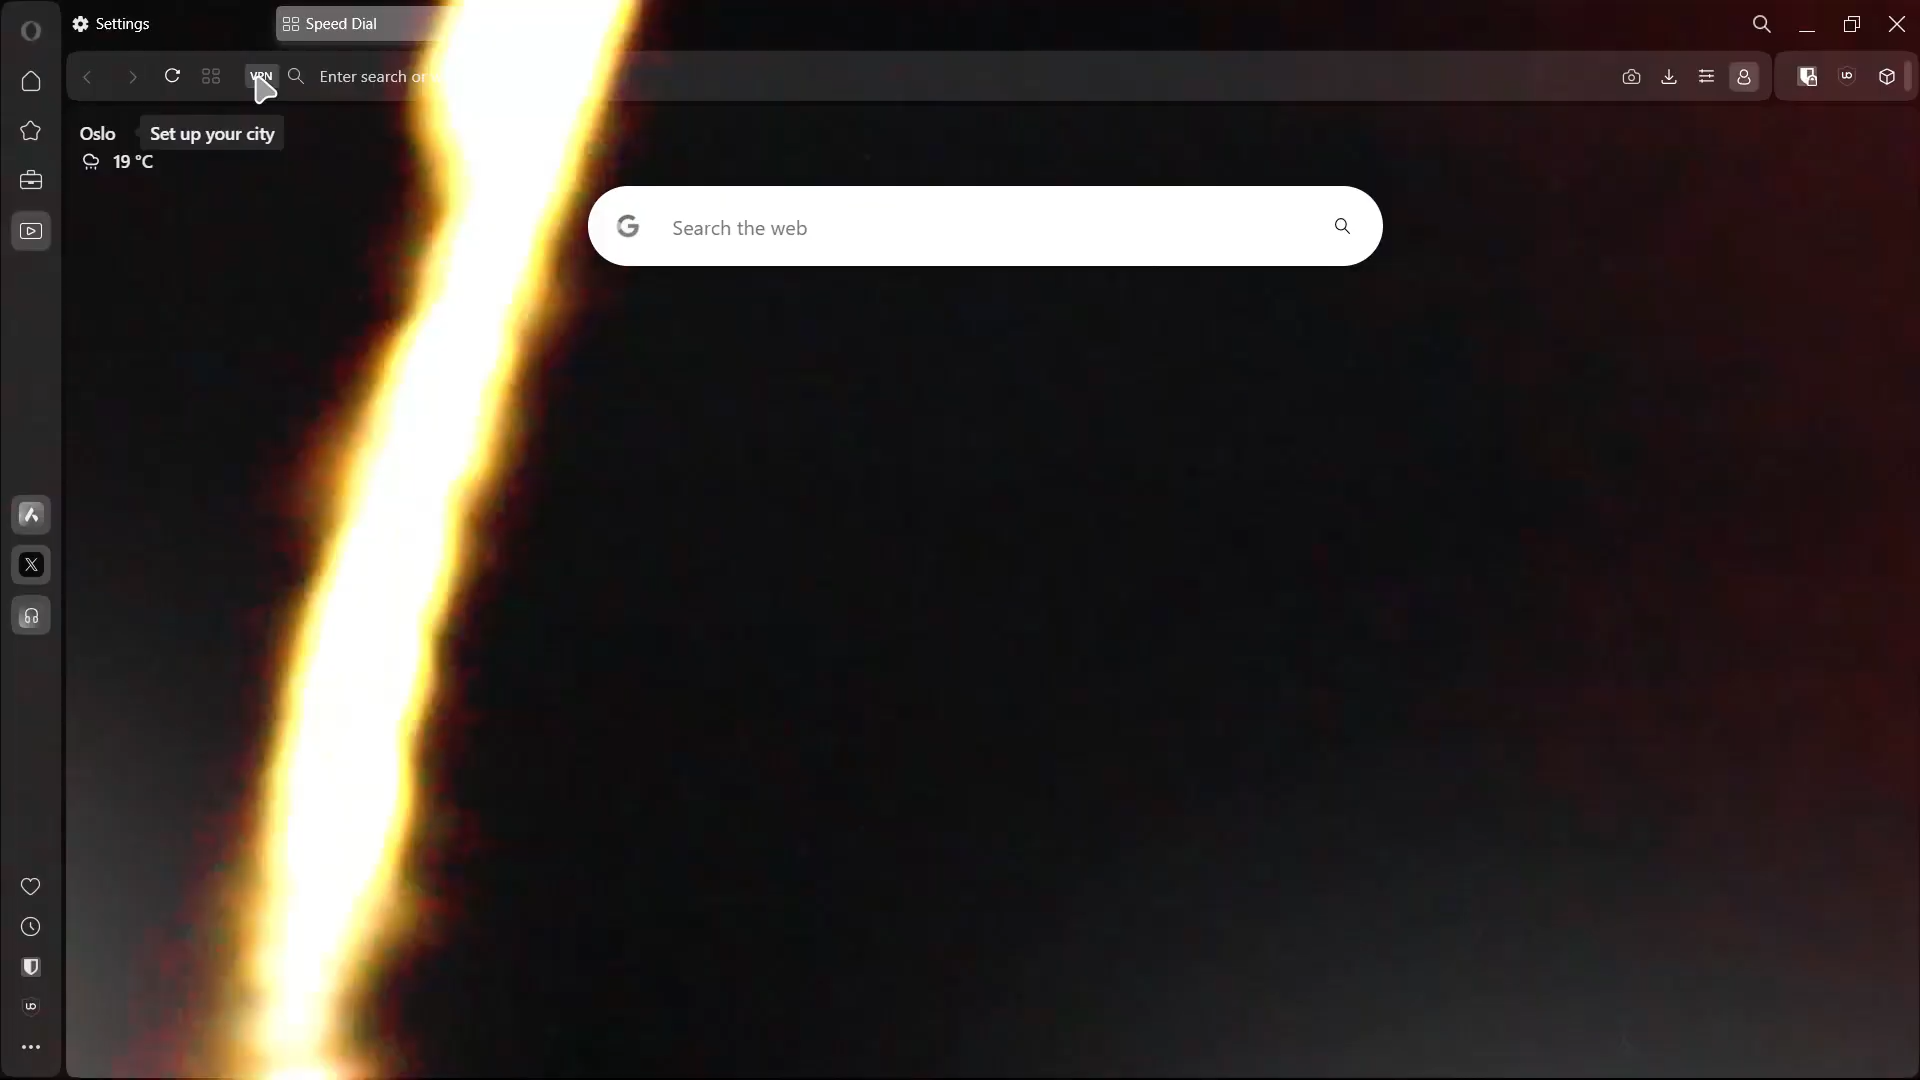 Settings
Speed Dial
VPN
Enter search or
Oslo
Set up your city
19 °C
Search the web